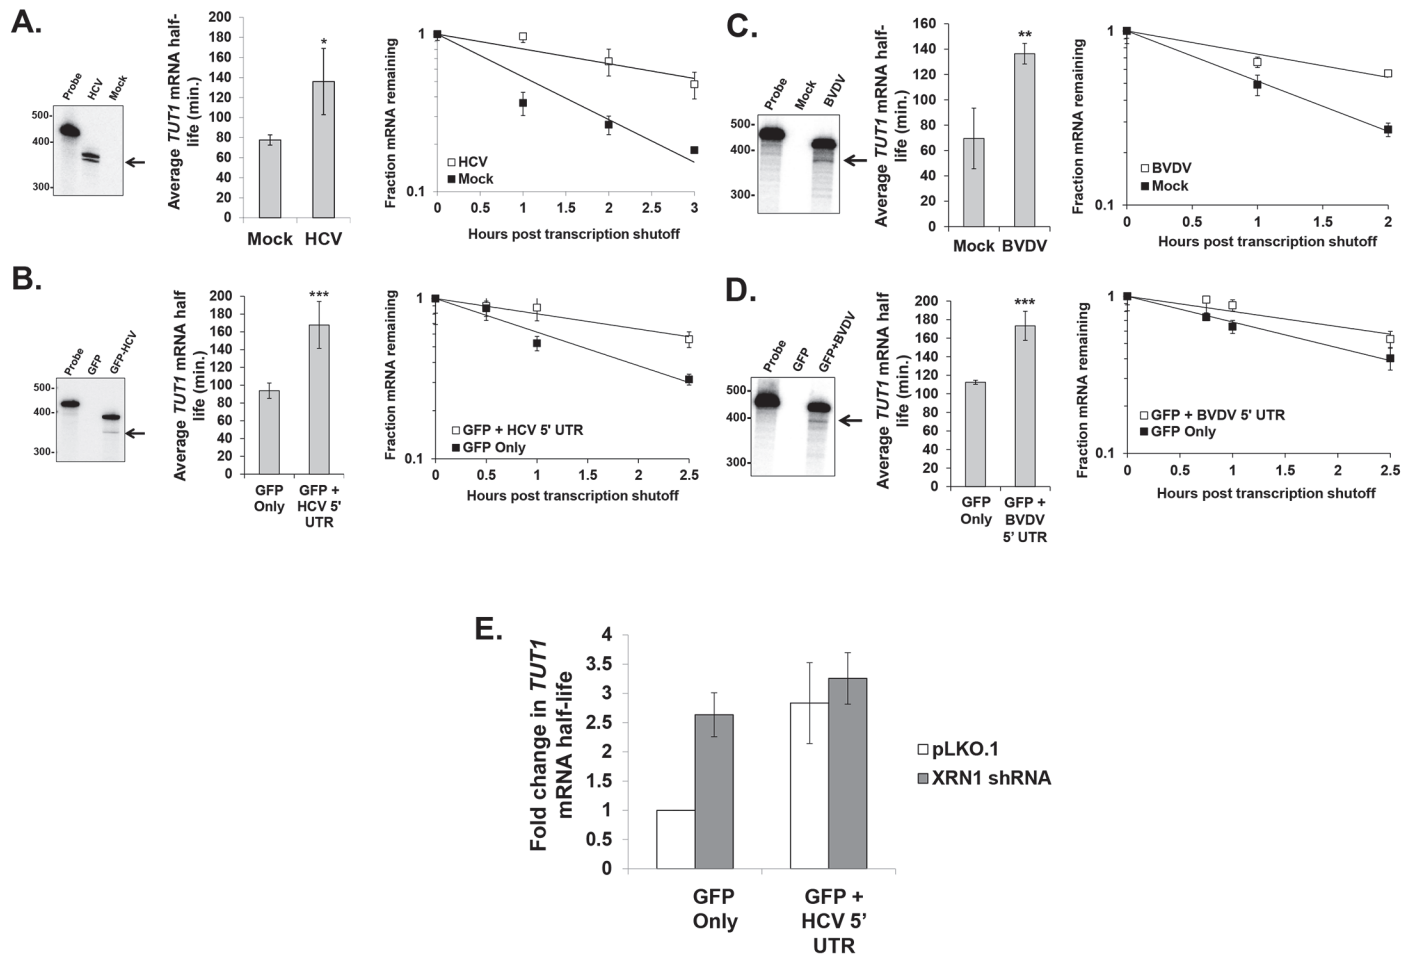 A.
Probe
HCV
Mock
500-
400-
300-
Average TUT1 mRNA half-
life (min.)
200
180
160
140
120
100
80
60
40
20
0
*
Mock HCV
Fraction mRNA remaining
1
0.1
HCV
Mock
0 0.5 1 1.5 2 2.5 3
Hours post transcription shutoff
C.
Probe
Mock
BVDV
500-
400-
300-
Average TUT1 mRNA half-
life (min.)
160
140
120
100
80
60
40
20
0
**
Mock BVDV
Fraction mRNA remaining
1
0.1
BVDV
Mock
0 0.5 1 1.5 2
Hours post transcription shutoff
B.
Probe
GFP
GFP-HCV
500-
400-
300-
Average TUT1 mRNA half
life (min.)
200
180
160
140
120
100
80
60
40
20
0
***
GFP
Only
GFP +
HCV 5'
UTR
Fraction mRNA remaining
1
0.1
GFP + HCV 5' UTR
GFP Only
0 0.5 1 1.5 2 2.5
Hours post transcription shutoff
D.
Probe
GFP
GFP+BVDV
500-
400-
300-
Average TUT1 mRNA half
life (min.)
200
180
160
140
120
100
80
60
40
20
0
***
GFP
Only
GFP +
BVDV
5' UTR
Fraction mRNA remaining
1
0.1
GFP + BVDV 5' UTR
GFP Only
0 0.5 1 1.5 2 2.5
Hours post transcription shutoff
E.
Fold change in TUT1
mRNA half-life
4
3.5
3
2.5
2
1.5
1
0.5
0
GFP
Only
GFP +
HCV 5’
UTR
pLKO.1
XRN1 shRNA